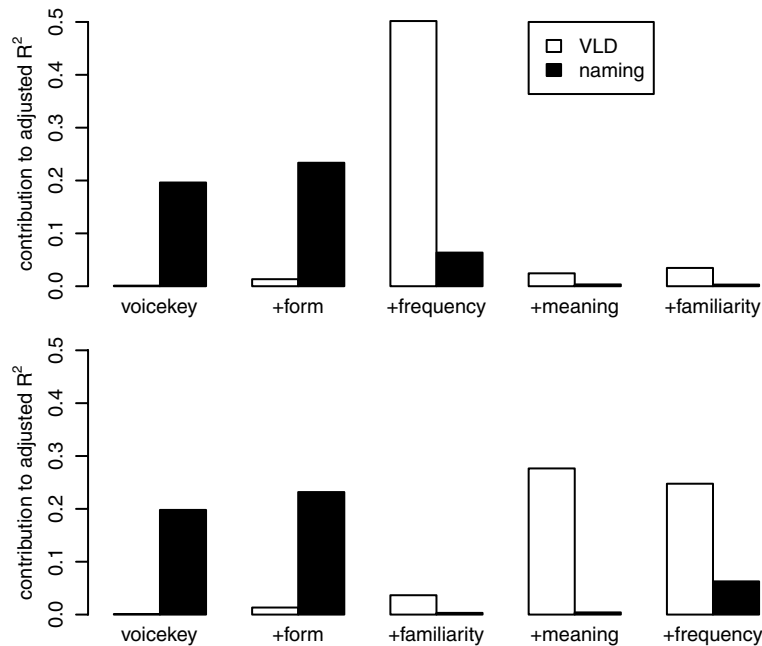 contribution to adjusted R²
0.5
0.4
0.3
0.2
0.1
0.0
VLD
naming
voicekey +form +frequency +meaning +familiarity
contribution to adjusted R²
0.5
0.4
0.3
0.2
0.1
0.0
voicekey +form +familiarity +meaning +frequency